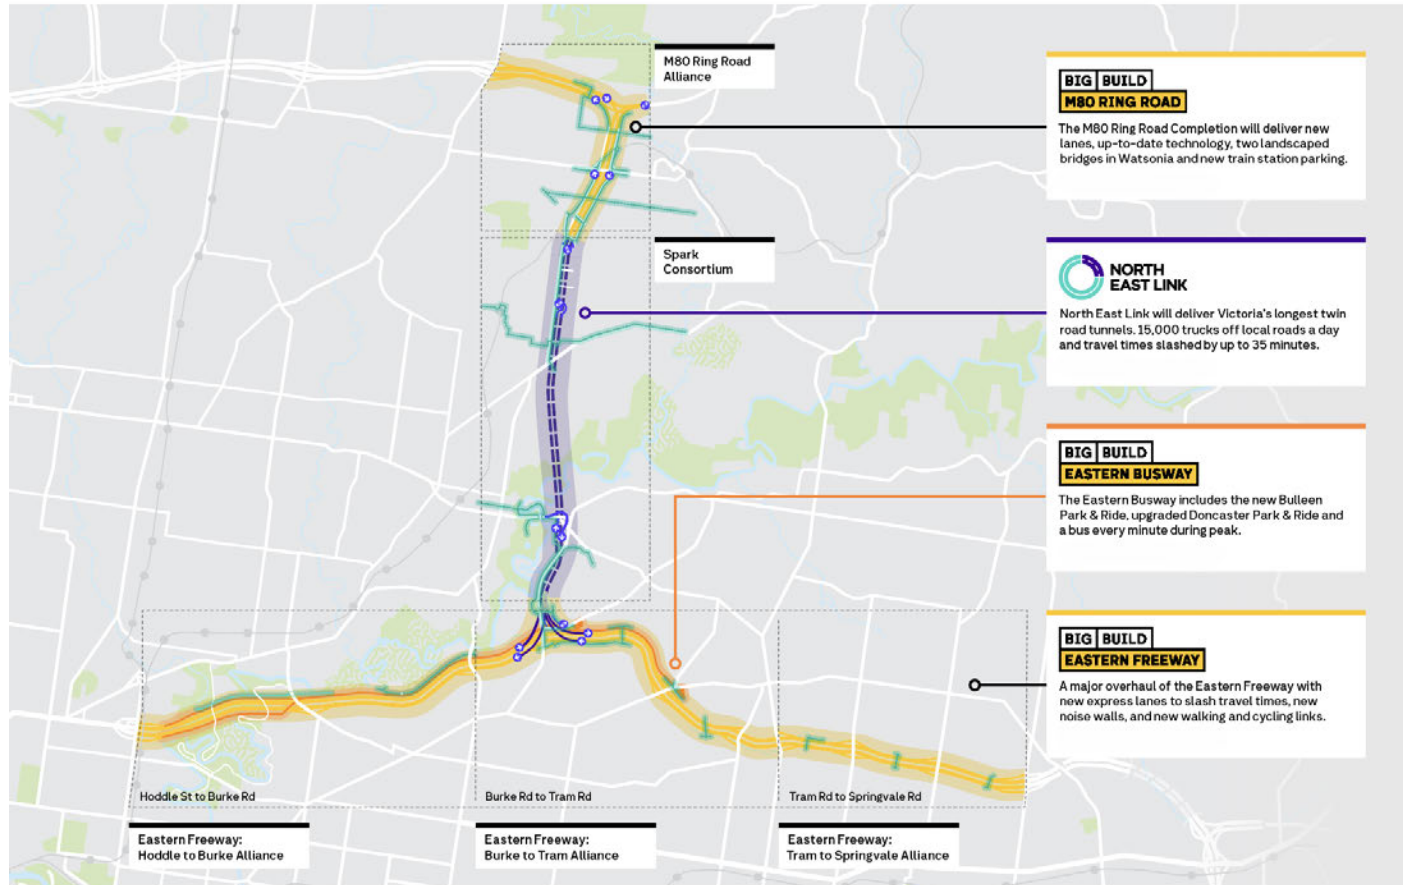 M80 Ring Road
Alliance
BIG BUILD
M80 RING ROAD
The M80 Ring Road Completion will deliver new
lanes, up-to-date technology, two landscaped
bridges in Watsonia and new train station parking.
Spark
Consortium
NORTH
EAST LINK
North East Link will deliver Victoria's longest twin
road tunnels. 15,000 trucks off local roads a day
and travel times slashed by up to 35 minutes.
BIG BUILD
EASTERN BUSWAY
The Eastern Busway includes the new Bulleen
Park & Ride, upgraded Doncaster Park & Ride and
a bus every minute during peak.
BIG BUILD
EASTERN FREEWAY
A major overhaul of the Eastern Freeway with
new express lanes to slash travel times, new
noise walls, and new walking and cycling links.
Hoddle St to Burke Rd
Burke Rd to Tram Rd
Tram Rd to Springvale Rd
Eastern Freeway:
Hoddle to Burke Alliance
Eastern Freeway:
Burke to Tram Alliance
Eastern Freeway:
Tram to Springvale Alliance